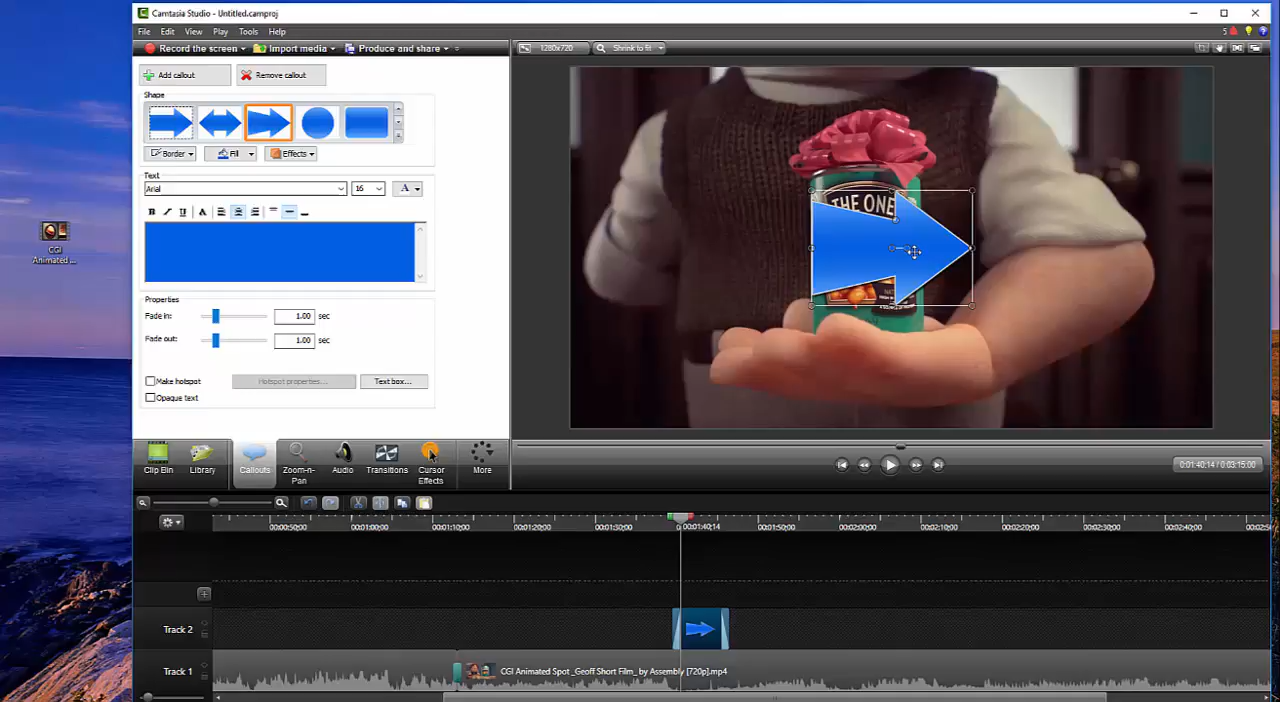 Camtasia Studio - Untitled.camproj
File Edit View Play Tools Help
5
Record the screen Import media Produce and share
1280x720 Shrink to fit
Add callout Remove callout
Shape
Border Fill Effects
Text
Arial 16 A
B I U A
Properties
Fade in: 1.00 sec
Fade out: 1.00 sec
Make hotspot Hotspot properties... Text box...
Opaque text
CGI
Animated ...
THE ONE
Clip Bin Library Callouts Zoom-n-Pan Audio Transitions Cursor Effects More
0:01:40:14 / 0:03:15:00
00:00:50;00 00:01:00;00 00:01:10;00 00:01:20;00 00:01:30;00 00:01:40;14 00:01:50;00 00:02:00;00 00:02:10;00 00:02:20;00 00:02:30;00 00:02:40;00
Track 2
Track 1 CGI Animated Spot _Geoff Short Film_ by Assembly [720p].mp4